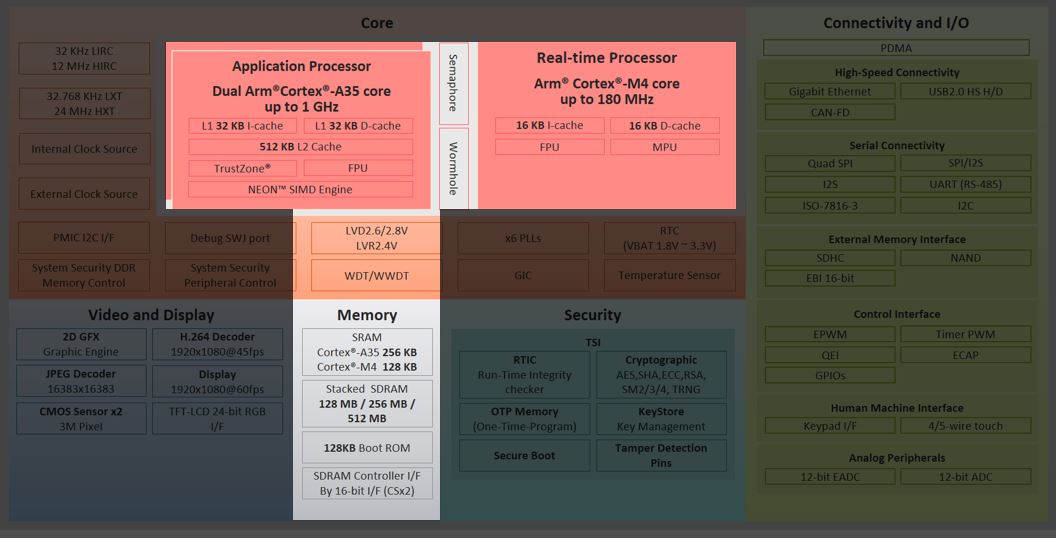 Core
32 KHz LIRC
12 MHz HIRC
32.768 KHz LXT
24 MHz HXT
Internal Clock Source
External Clock Source
Application Processor
Dual Arm®Cortex®-A35 core
up to 1 GHz
L1 32 KB I-cache
L1 32 KB D-cache
512 KB L2 Cache
TrustZone®
FPU
NEON™ SIMD Engine
Semaphore
Wormhole
Real-time Processor
Arm® Cortex®-M4 core
up to 180 MHz
16 KB I-cache
16 KB D-cache
FPU
MPU
PMIC I2C I/F
Debug SWJ port
LVD2.6/2.8V
LVR2.4V
x6 PLLs
RTC
(VBAT 1.8V ~ 3.3V)
System Security DDR
Memory Control
System Security
Peripheral Control
WDT/WWDT
GIC
Temperature Sensor
Video and Display
2D GFX
Graphic Engine
H.264 Decoder
1920x1080@45fps
JPEG Decoder
16383x16383
Display
1920x1080@60fps
CMOS Sensor x2
3M Pixel
TFT-LCD 24-bit RGB
I/F
Memory
SRAM
Cortex®-A35 256 KB
Cortex®-M4 128 KB
Stacked SDRAM
128 MB / 256 MB /
512 MB
128KB Boot ROM
SDRAM Controller I/F
By 16-bit I/F (CSx2)
Security
TSI
RTIC
Run-Time Integrity
checker
Cryptographic
AES,SHA,ECC,RSA,
SM2/3/4, TRNG
OTP Memory
(One-Time-Program)
KeyStore
Key Management
Secure Boot
Tamper Detection
Pins
Connectivity and I/O
PDMA
High-Speed Connectivity
Gigabit Ethernet
USB2.0 HS H/D
CAN-FD
Serial Connectivity
Quad SPI
SPI/I2S
I2S
UART (RS-485)
ISO-7816-3
I2C
External Memory Interface
SDHC
NAND
EBI 16-bit
Control Interface
EPWM
Timer PWM
QEI
ECAP
GPIOs
Human Machine Interface
Keypad I/F
4/5-wire touch
Analog Peripherals
12-bit EADC
12-bit ADC